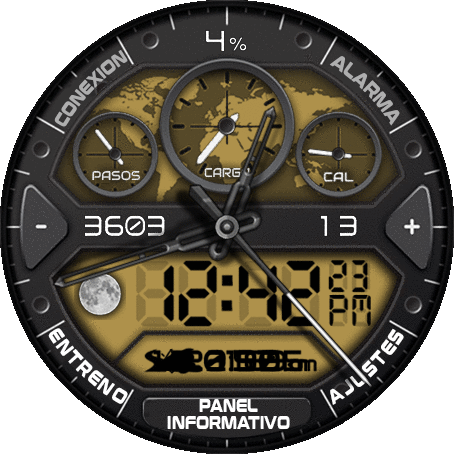 4%
CONEXION
ALARMA
PASOS
CARGA
CAL
3603
13
-
+
12:42
23
PM
ENTRENO
AJUSTES
PANEL
INFORMATIVO